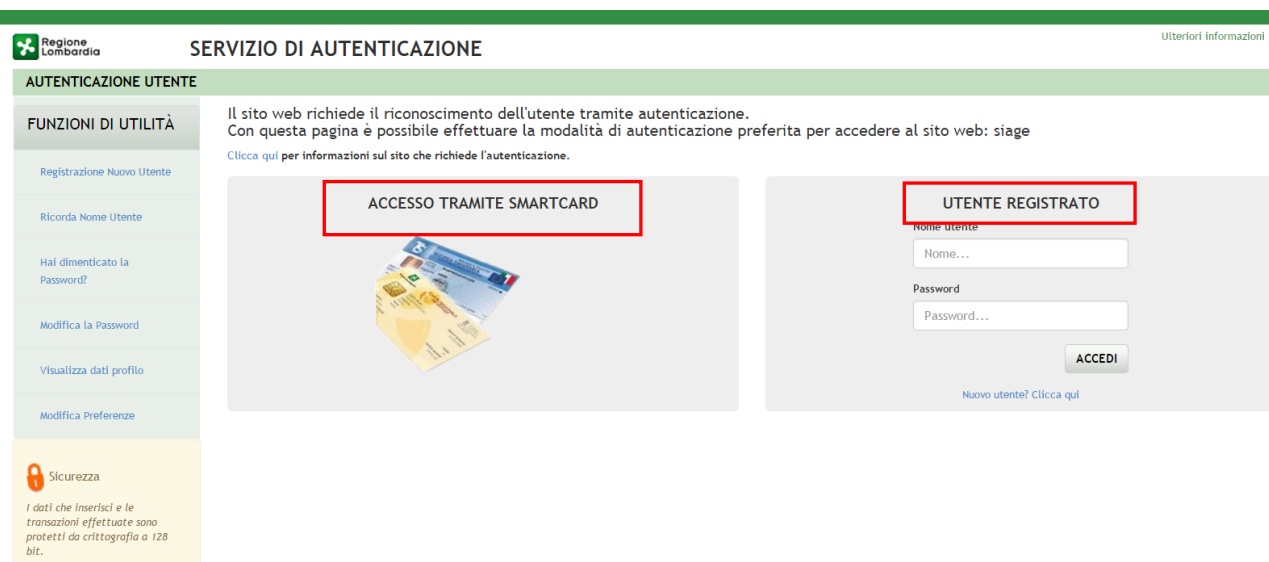 Regione
Lombardia
SERVIZIO DI AUTENTICAZIONE
Ulteriori informazioni
AUTENTICAZIONE UTENTE
FUNZIONI DI UTILITÀ
Registrazione Nuovo Utente
Ricorda Nome Utente
Hai dimenticato la
Password?
Modifica la Password
Visualizza dati profilo
Modifica Preferenze
Sicurezza
I dati che inserisci e le
transazioni effettuate sono
protetti da crittografia a 128
bit.
Il sito web richiede il riconoscimento dell'utente tramite autenticazione.
Con questa pagina è possibile effettuare la modalità di autenticazione preferita per accedere al sito web: siage
Clicca qui per informazioni sul sito che richiede l'autenticazione.
ACCESSO TRAMITE SMARTCARD
UTENTE REGISTRATO
Nome utente
Nome...
Password
Password...
ACCEDI
Nuovo utente? Clicca qui